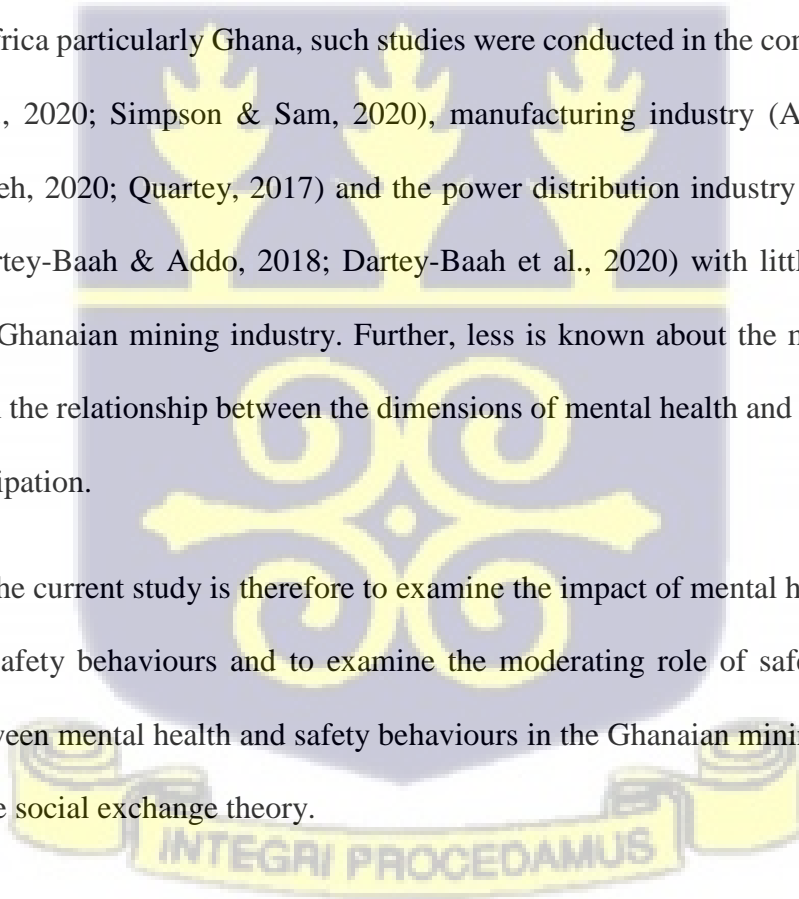 frica particularly Ghana, such studies were conducted in the con
., 2020; Simpson & Sam, 2020), manufacturing industry (A
eh, 2020; Quartey, 2017) and the power distribution industry
rtey-Baah & Addo, 2018; Dartey-Baah et al., 2020) with littl
Ghanaian mining industry. Further, less is known about the m
the relationship between the dimensions of mental health and
ipation.
he current study is therefore to examine the impact of mental h
afety behaviours and to examine the moderating role of safe
ween mental health and safety behaviours in the Ghanaian minin
e social exchange theory.
INTEGRI PROCEDAMUS